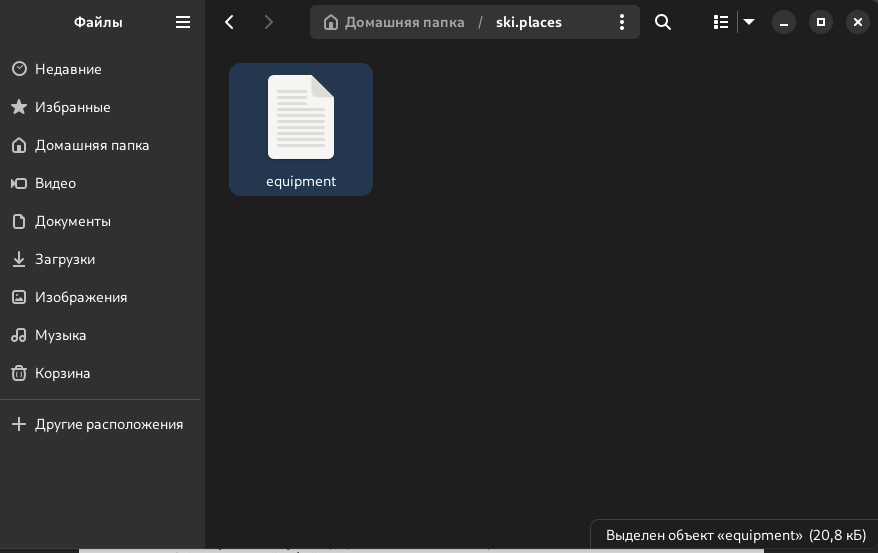 Файлы
Домашняя папка / ski.places
Недавние
Избранные
Домашняя папка
Видео
Документы
Загрузки
Изображения
Музыка
Корзина
Другие расположения
equipment
Выделен объект «equipment» (20,8 кБ)